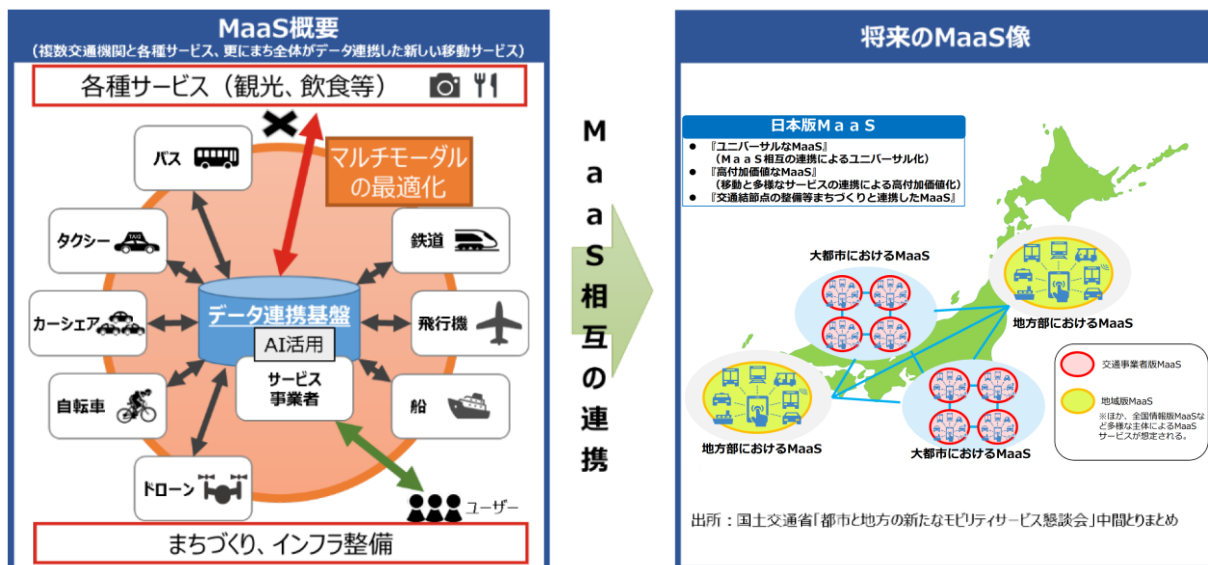 MaaS概要
(複数交通機関と各種サービス、更にまち全体がデータ連携した新しい移動サービス)
各種サービス（観光、飲食等）
マルチモーダル
の最適化
バス
タクシー
鉄道
カーシェア
データ連携基盤
飛行機
AI活用
サービス
事業者
自転車
船
ドローン
ユーザー
まちづくり、インフラ整備
MaaS相互の連携
将来のMaaS像
日本版MaaS
● 『ユニバーサルなMaaS』
（MaaS相互の連携によるユニバーサル化）
● 『高付加価値なMaaS』
（移動と多様なサービスの連携による高付加価値化）
● 『交通結節点の整備等まちづくりと連携したMaaS』
大都市におけるMaaS
地方部におけるMaaS
地方部におけるMaaS
大都市におけるMaaS
交通事業者版MaaS
地域版MaaS
※ほか、全国情報版MaaSな
ど多様な主体によるMaaS
サービスが想定される。
出所：国土交通省「都市と地方の新たなモビリティサービス懇談会」中間とりまとめ